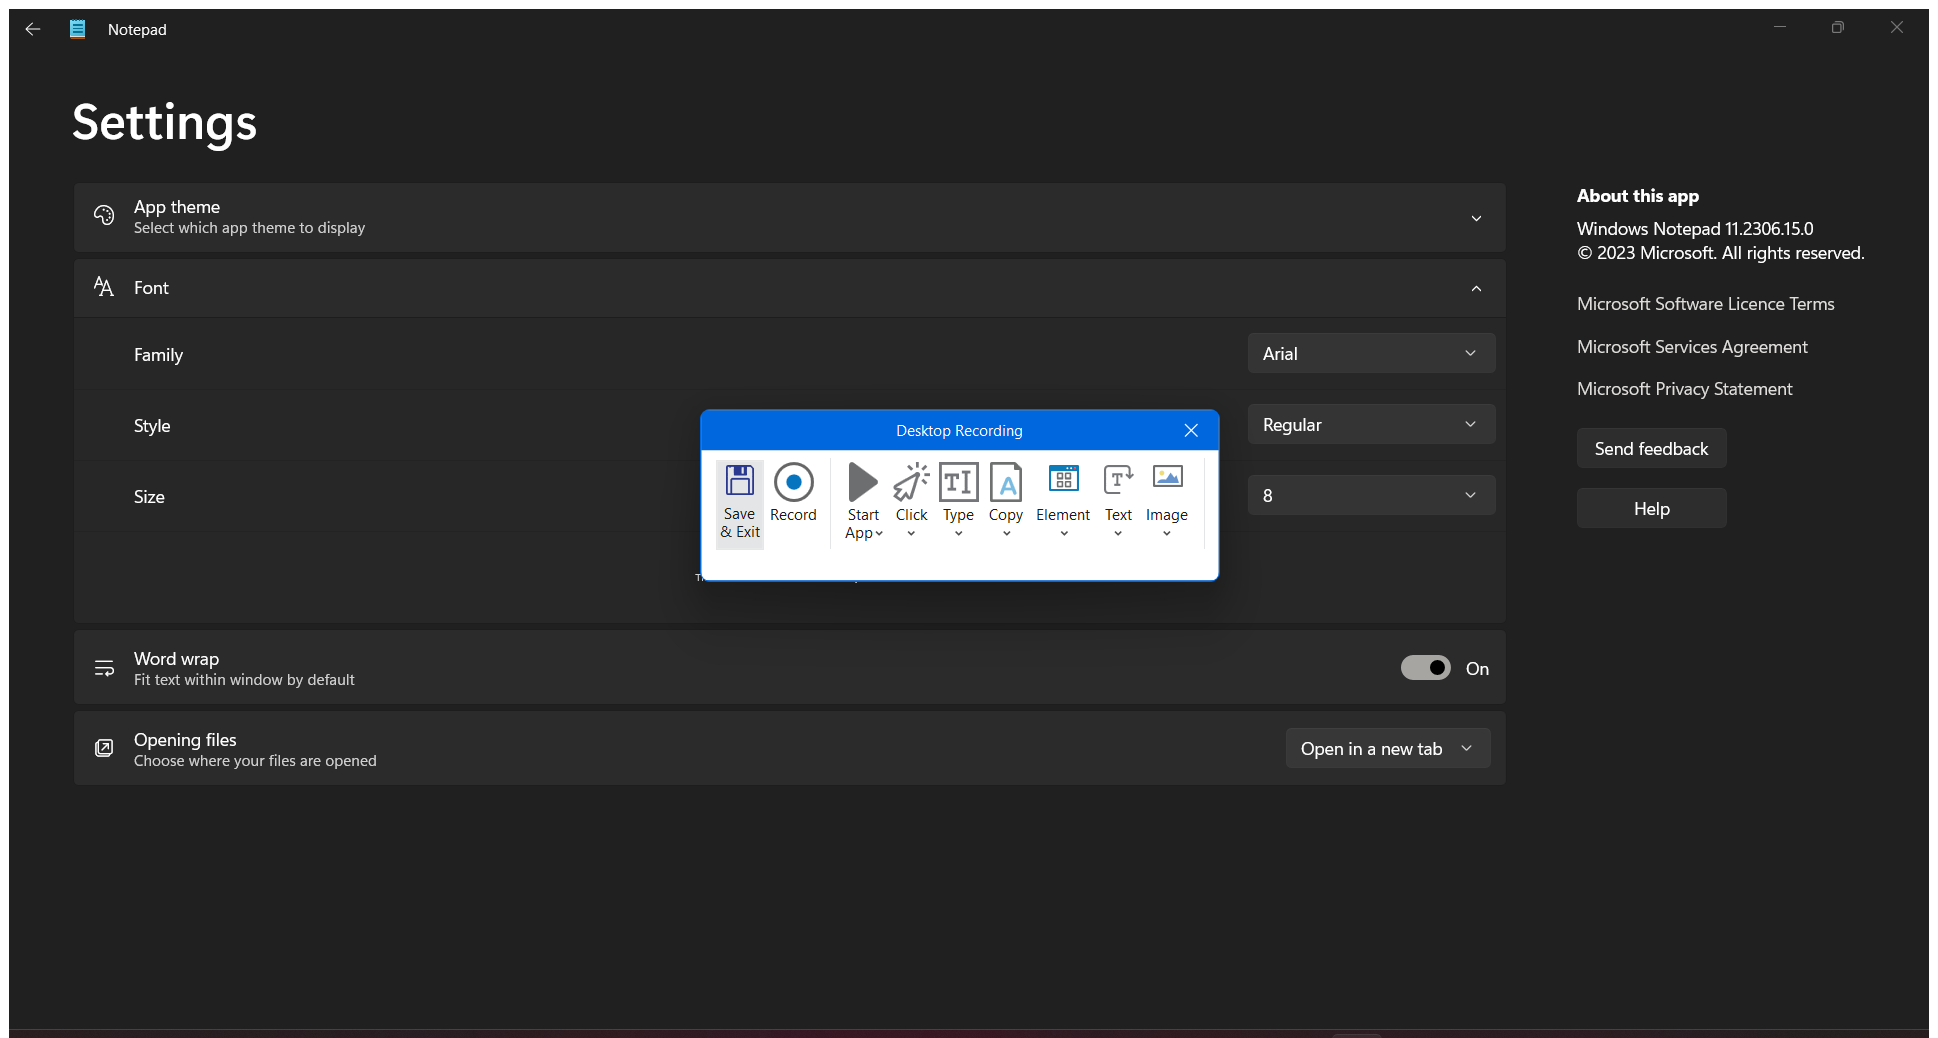 Notepad
Settings
App theme
Select which app theme to display
Font
Family
Arial
Style
Regular
Size
8
Desktop Recording
Save & Exit
Record
Start App
Click
Type
Copy
Element
Text
Image
Word wrap
Fit text within window by default
On
Opening files
Choose where your files are opened
Open in a new tab
About this app
Windows Notepad 11.2306.15.0
© 2023 Microsoft. All rights reserved.
Microsoft Software Licence Terms
Microsoft Services Agreement
Microsoft Privacy Statement
Send feedback
Help